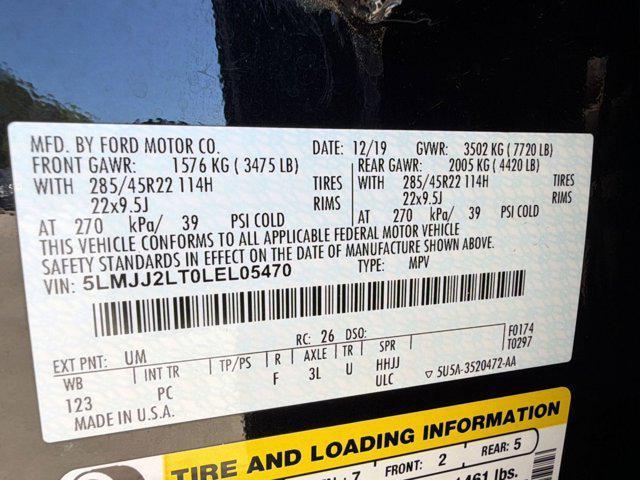 MFD. BY FORD MOTOR CO. DATE: 12/19 GVWR: 3502 KG ( 7720 LB)
FRONT GAWR: 1576 KG ( 3475 LB) REAR GAWR: 2005 KG ( 4420 LB)
WITH 285/45R22 114H TIRES WITH 285/45R22 114H TIRES
22x9.5J RIMS 22x9.5J RIMS
AT 270 kPa/ 39 PSI COLD AT 270 kPa/ 39 PSI COLD
THIS VEHICLE CONFORMS TO ALL APPLICABLE FEDERAL MOTOR VEHICLE
SAFETY STANDARDS IN EFFECT ON THE DATE OF MANUFACTURE SHOWN ABOVE.
VIN: 5LMJJ2LT0LEL05470 TYPE: MPV
F0174
T0297
EXT PNT: UM RC: 26 DSO:
WB INT TR TP/PS R AXLE TR SPR
123 PC F 3L U HHJJ
ULC ▽ 5U5A-3520472-AA
MADE IN U.S.A.
TIRE AND LOADING INFORMATION
7 FRONT: 2 REAR: 5
lbs.